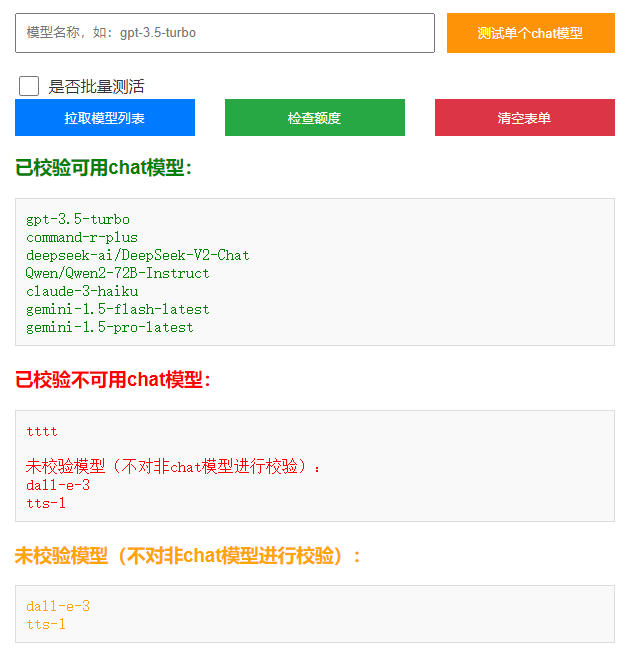 模型名称，如：gpt-3.5-turbo
测试单个chat模型
是否批量测活
拉取模型列表
检查额度
清空表单
已校验可用chat模型：
gpt-3.5-turbo
command-r-plus
deepseek-ai/DeepSeek-V2-Chat
Qwen/Qwen2-72B-Instruct
claude-3-haiku
gemini-1.5-flash-latest
gemini-1.5-pro-latest
已校验不可用chat模型：
tttt
未校验模型（不对非chat模型进行校验）：
dall-e-3
tts-1
未校验模型（不对非chat模型进行校验）：
dall-e-3
tts-1